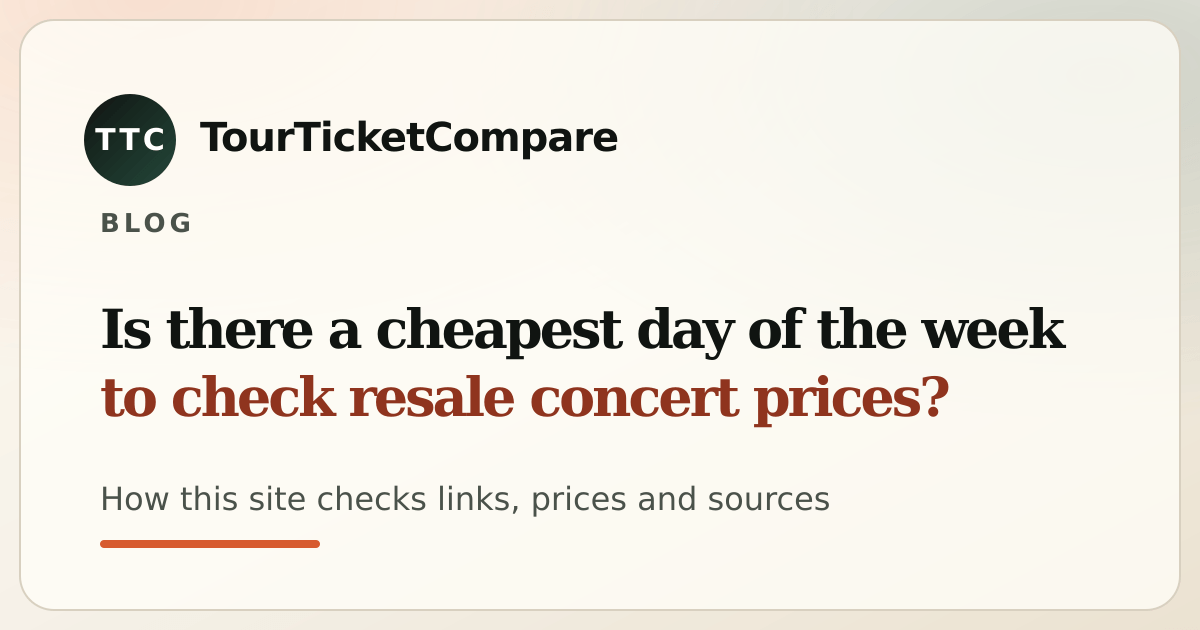 TTC
TourTicketCompare
BLOG
Is there a cheapest day of the week
to check resale concert prices?
How this site checks links, prices and sources